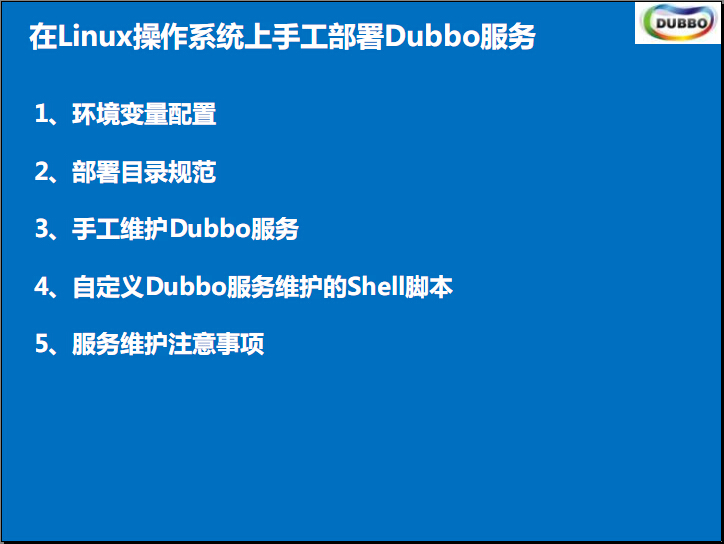 在Linux操作系统上手工部署Dubbo服务
DUBBO
1、环境变量配置
2、部署目录规范
3、手工维护Dubbo服务
4、自定义Dubbo服务维护的Shell脚本
5、服务维护注意事项